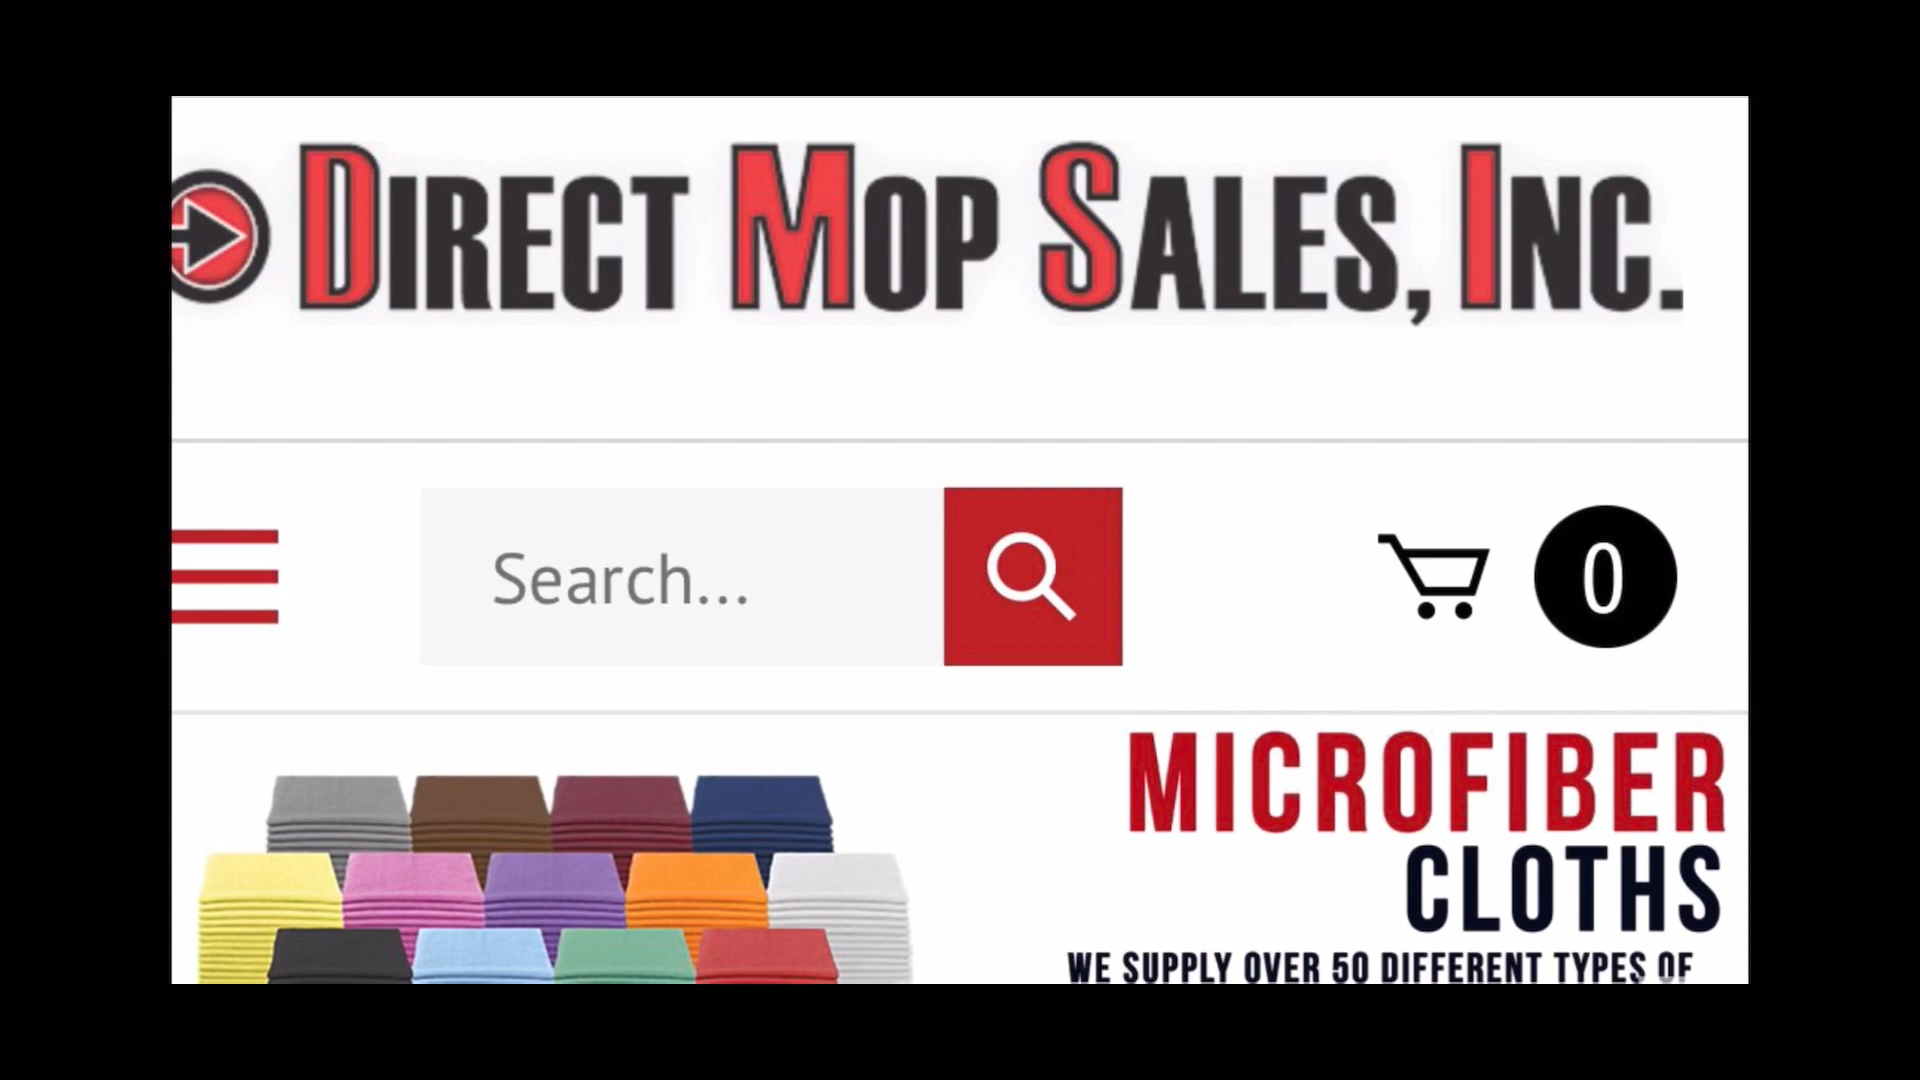 DIRECT MOP SALES, INC.
Search...
0
MICROFIBER
CLOTHS
WE SUPPLY OVER 50 DIFFERENT TYPES OF